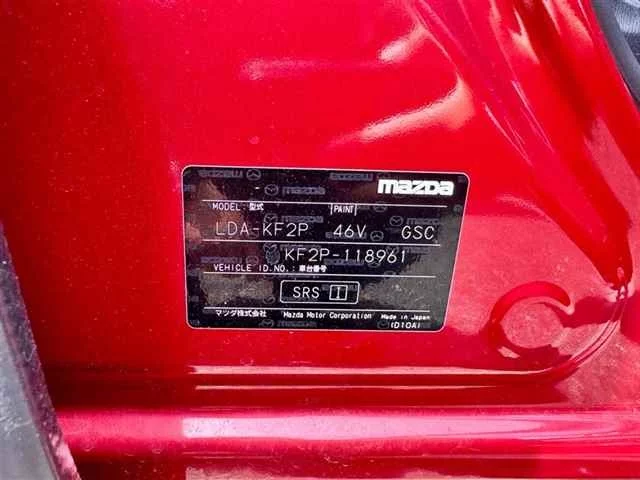 mazda
MODEL: 型式 PAINT
LDA-KF2P 46V GSC
KF2P-118961
VEHICLE ID.NO.: 車台番号
SRS I
マツダ株式会社 Mazda Motor Corporation Made in Japan
(D10A)